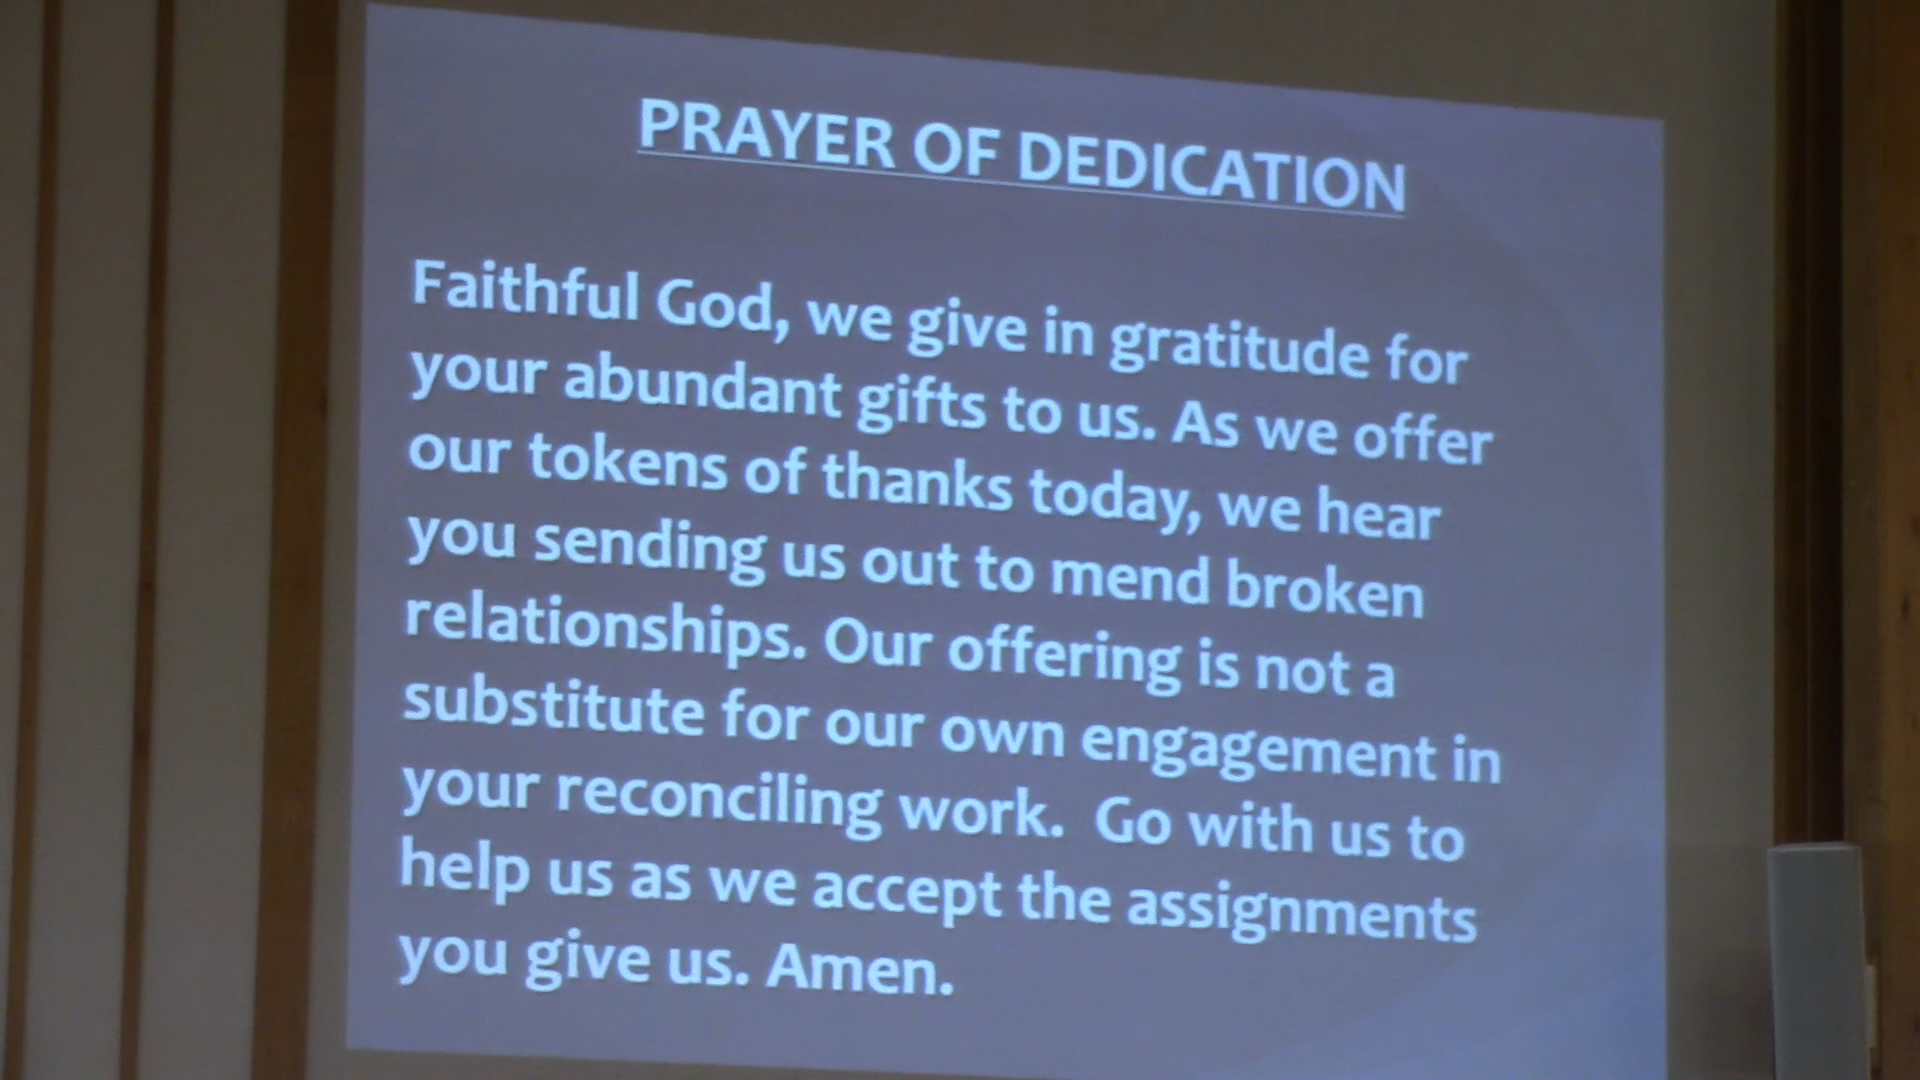 PRAYER OF DEDICATION
Faithful God, we give in gratitude for
your abundant gifts to us. As we offer
our tokens of thanks today, we hear
you sending us out to mend broken
relationships. Our offering is not a
substitute for our own engagement in
your reconciling work.  Go with us to
help us as we accept the assignments
you give us. Amen.